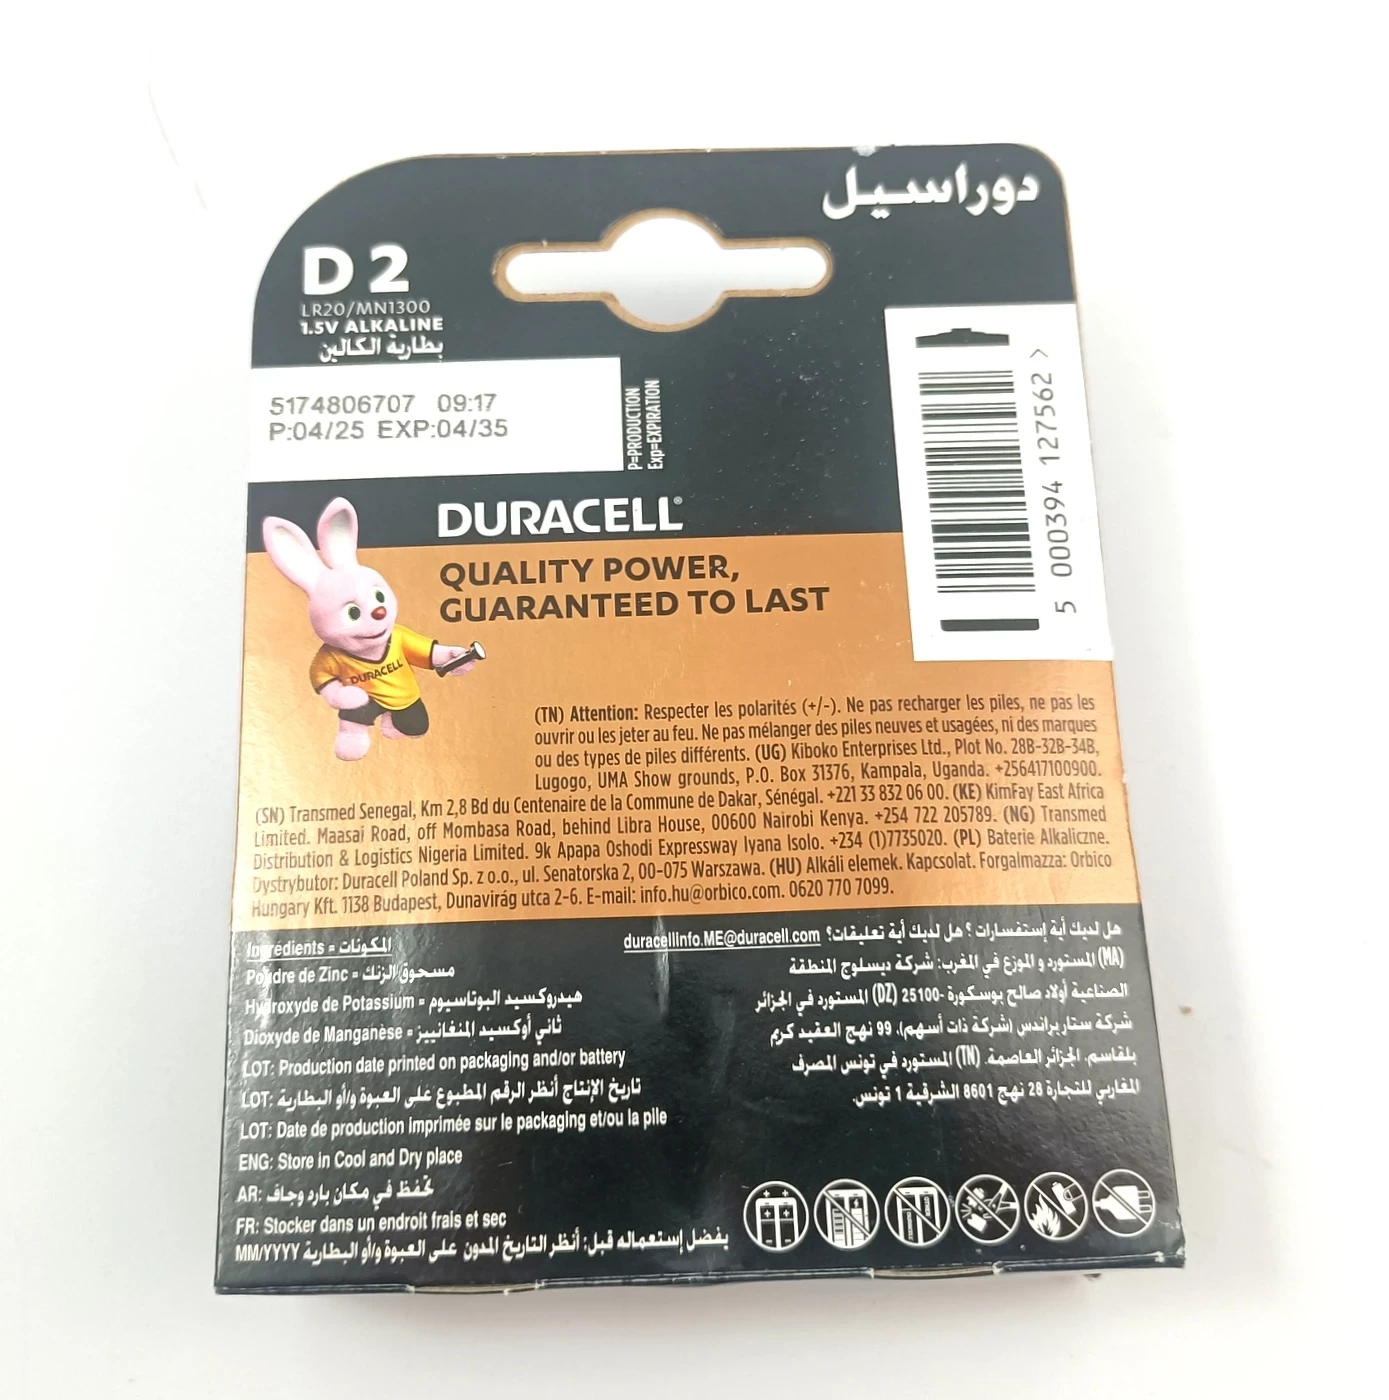 دوراسيل
D 2
LR20/MN1300
1.5V ALKALINE
بطارية الكالين
5174806707 09:17
P:04/25 EXP:04/35
P=PRODUCTION
Exp=EXPIRATION
5 000394 127562 >
DURACELL®
QUALITY POWER,
GUARANTEED TO LAST
DURACELL
(TN) Attention: Respecter les polarités (+/-). Ne pas recharger les piles, ne pas les
ouvrir ou les jeter au feu. Ne pas mélanger des piles neuves et usagées, ni des marques
ou des types de piles différents. (UG) Kiboko Enterprises Ltd., Plot No. 28B-32B-34B,
Lugogo, UMA Show grounds, P.O. Box 31376, Kampala, Uganda. +256417100900.
(SN) Transmed Senegal, Km 2,8 Bd du Centenaire de la Commune de Dakar, Sénégal. +221 33 832 06 00. (KE) KimFay East Africa
Limited. Maasai Road, off Mombasa Road, behind Libra House, 00600 Nairobi Kenya. +254 722 205789. (NG) Transmed
Distribution & Logistics Nigeria Limited. 9k Apapa Oshodi Expressway Iyana Isolo. +234 (1)7735020. (PL) Baterie Alkaliczne.
Dystrybutor: Duracell Poland Sp. z o.o., ul. Senatorska 2, 00-075 Warszawa. (HU) Alkáli elemek. Kapcsolat. Forgalmazza: Orbico
Hungary Kft. 1138 Budapest, Dunavirág utca 2-6. E-mail: info.hu@orbico.com. 0620 770 7099.
Ingrédients = المكونات
Poudre de Zinc = مسحوق الزنك
Hydroxyde de Potassium = هيدروكسيد البوتاسيوم
Dioxyde de Manganèse = ثاني أوكسيد المنغانييز
LOT: Production date printed on packaging and/or battery
LOT: تاريخ الإنتاج أنظر الرقم المطبوع على العبوة و/أو البطارية
LOT: Date de production imprimée sur le packaging et/ou la pile
ENG: Store in Cool and Dry place
AR: تحفظ في مكان بارد وجاف
FR: Stocker dans un endroit frais et sec
يفضل إستعماله قبل: أنظر التاريخ المدون على العبوة و/أو البطارية MM/YYYY
هل لديك أية إستفسارات ؟ هل لديك أية تعليقات؟ duracellInfo.ME@duracell.com
(MA) المستورد و الموزع في المغرب: شركة ديسلوج المنطقة
الصناعية أولاد صالح بوسكورة -25100 (DZ) المستورد في الجزائر
شركة ستار براندس (شركة ذات أسهم). 99 نهج العقيد كريم
بلقاسم. الجزائر العاصمة. (TN) المستورد في تونس المصرف
المغاربي للتجارة 28 نهج 8601 الشرقية 1 تونس.